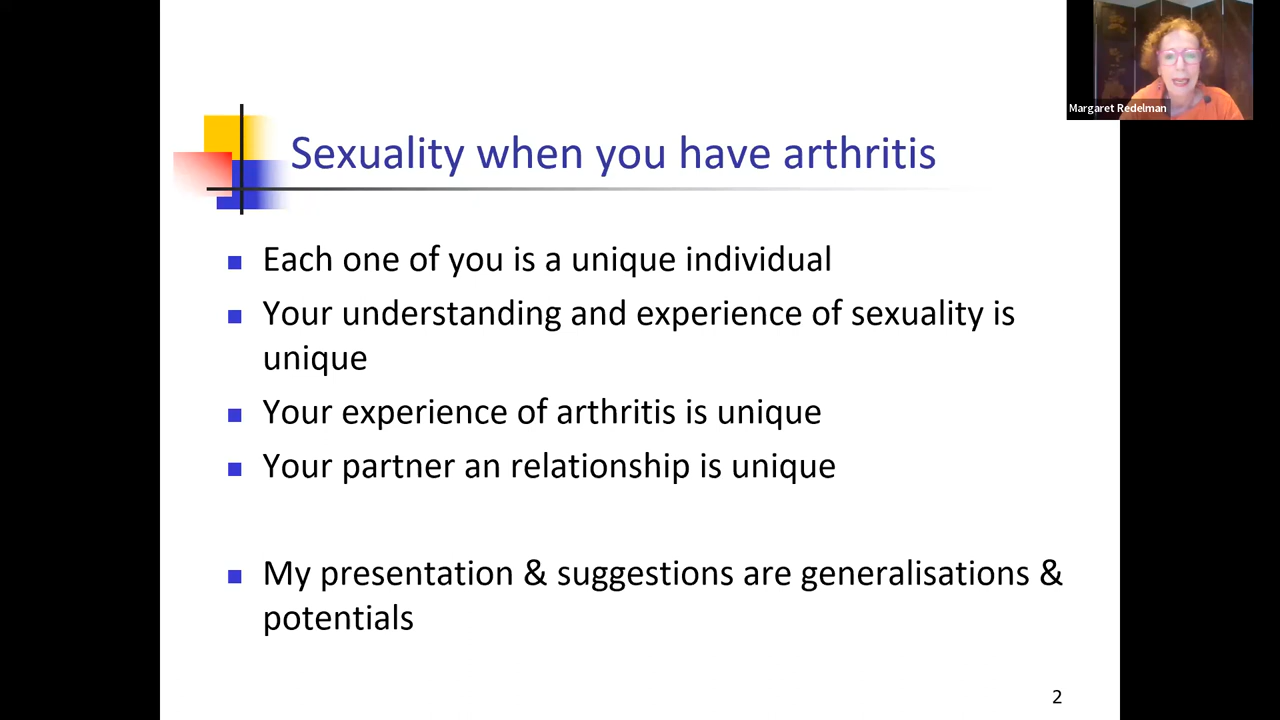 Margaret Redelman
Sexuality when you have arthritis
Each one of you is a unique individual
Your understanding and experience of sexuality is
unique
Your experience of arthritis is unique
Your partner an relationship is unique
My presentation & suggestions are generalisations &
potentials
2